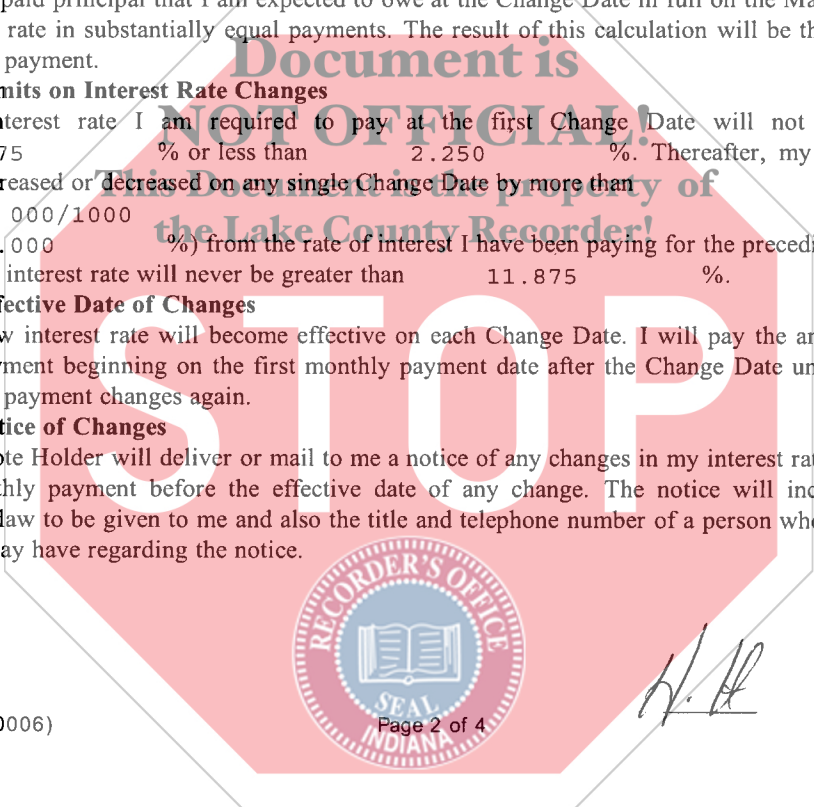 paid principal that I am expected to owe at the Change Date in full on the Ma
rate in substantially equal payments. The result of this calculation will be th
payment.
mits on Interest Rate Changes
terest rate I am required to pay at the first Change Date will not
75 % or less than 2.250 %. Thereafter, my
reased or decreased on any single Change Date by more than
000/1000
.000 %) from the rate of interest I have been paying for the precedi
interest rate will never be greater than 11.875 %.
fective Date of Changes
w interest rate will become effective on each Change Date. I will pay the am
ment beginning on the first monthly payment date after the Change Date un
payment changes again.
tice of Changes
te Holder will deliver or mail to me a notice of any changes in my interest rat
thly payment before the effective date of any change. The notice will inc
law to be given to me and also the title and telephone number of a person who
ay have regarding the notice.
Document is
NOT OFFICIAL!
This Document is the property of
the Lake County Recorder!
STOP
RECORDER'S OFFICE
SEAL
INDIANA
H. H
0006)
Page 2 of 4